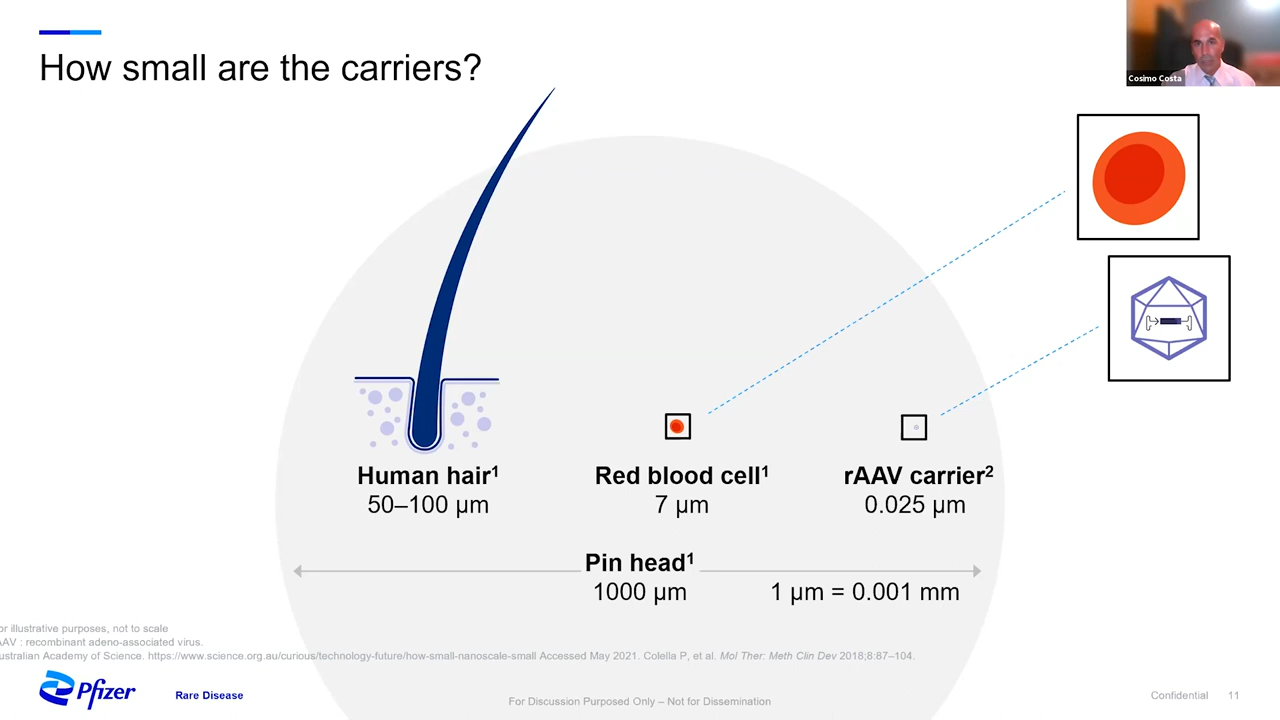 How small are the carriers?
Cosimo Costa
Human hair¹
50–100 µm
Red blood cell¹
7 µm
rAAV carrier²
0.025 µm
Pin head¹
1000 µm
1 µm = 0.001 mm
or illustrative purposes, not to scale
AAV : recombinant adeno-associated virus.
ustralian Academy of Science. https://www.science.org.au/curious/technology-future/how-small-nanoscale-small Accessed May 2021. Colella P, et al. Mol Ther: Meth Clin Dev 2018;8:87–104.
Pfizer
Rare Disease
For Discussion Purposed Only – Not for Dissemination
Confidential
11